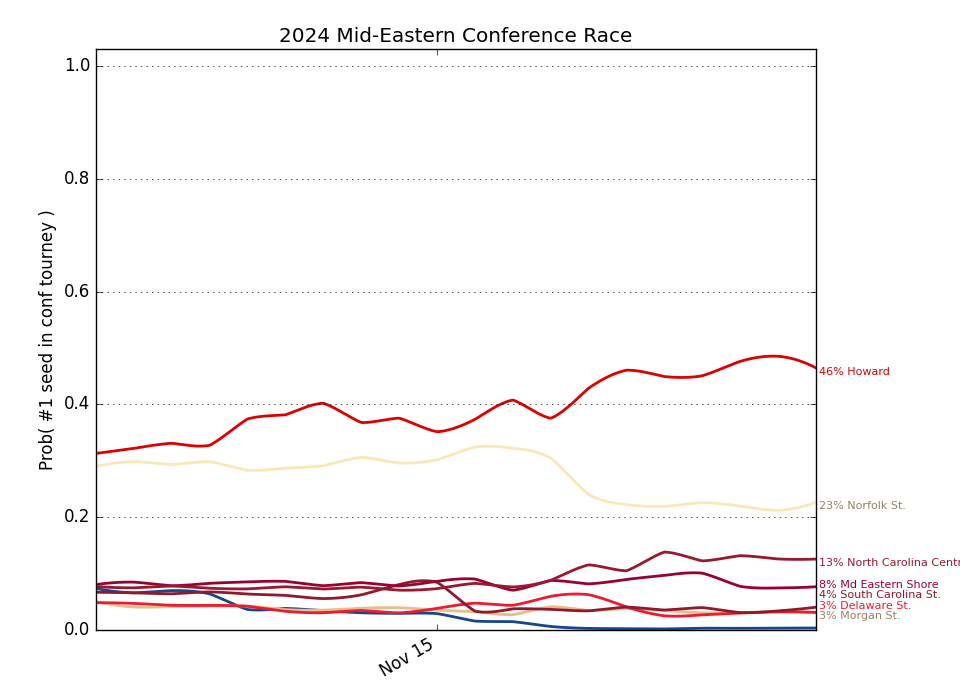 2024 Mid-Eastern Conference Race
Prob( #1 seed in conf tourney )
1.0
0.8
0.6
0.4
0.2
0.0
Nov 15
46% Howard
23% Norfolk St.
13% North Carolina Centr
8% Md Eastern Shore
4% South Carolina St.
3% Delaware St.
3% Morgan St.